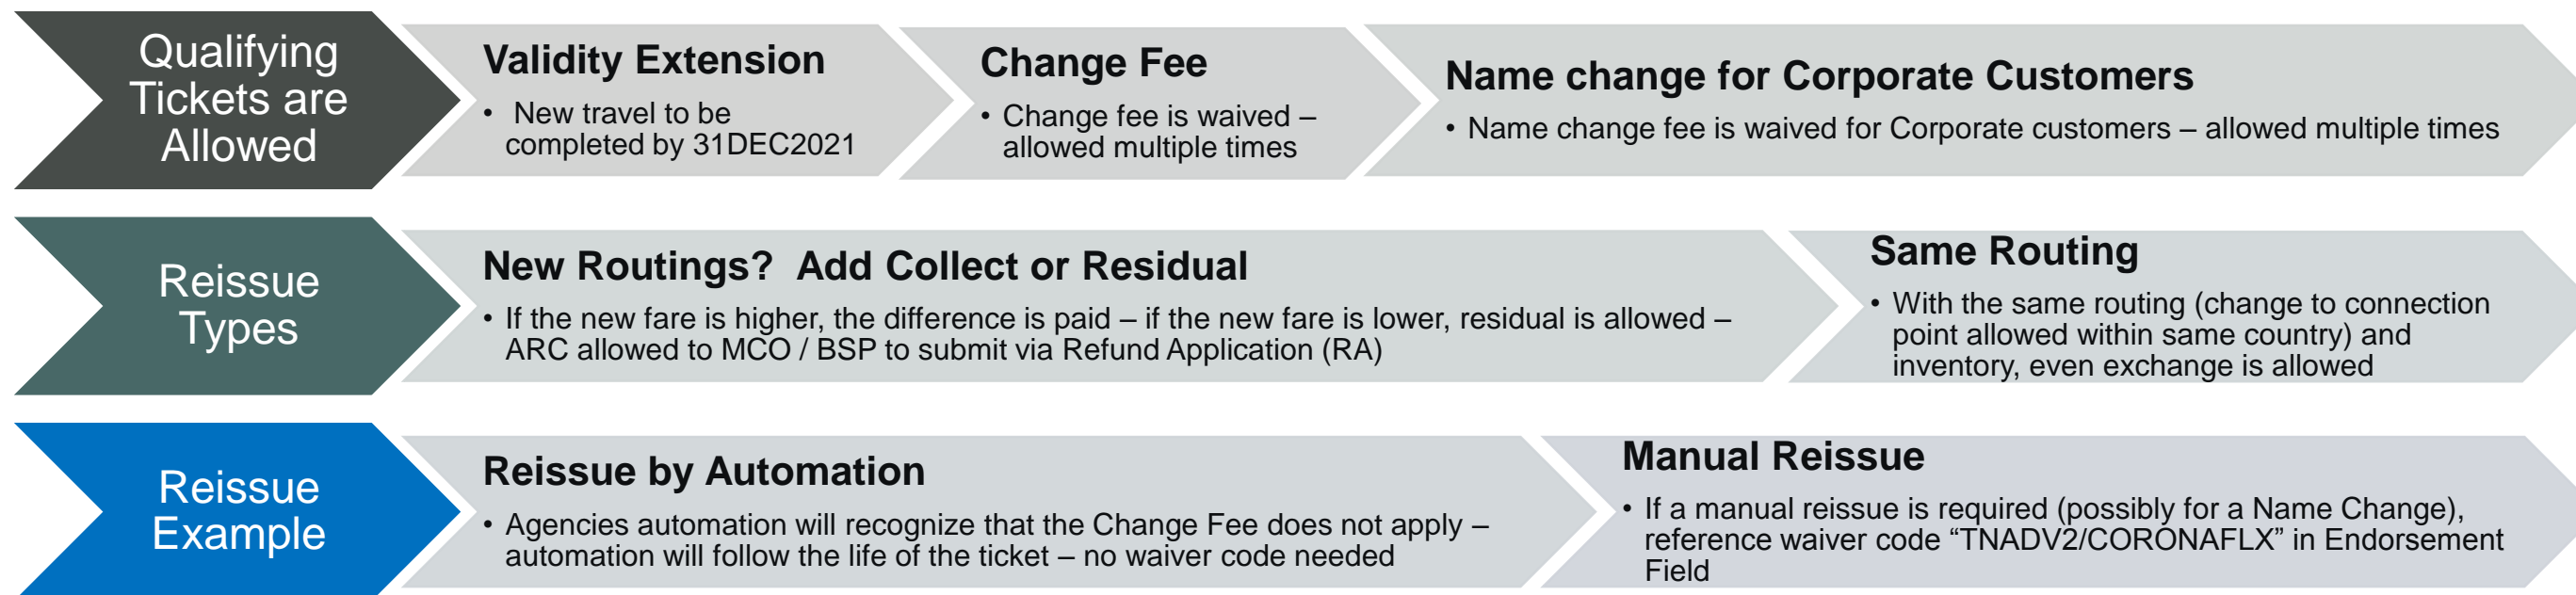 Qualifying
Tickets are
Allowed
Validity Extension
• New travel to be
completed by 31DEC2021
Change Fee
• Change fee is waived –
allowed multiple times
Name change for Corporate Customers
• Name change fee is waived for Corporate customers – allowed multiple times
Reissue
Types
New Routings?  Add Collect or Residual
• If the new fare is higher, the difference is paid – if the new fare is lower, residual is allowed –
ARC allowed to MCO / BSP to submit via Refund Application (RA)
Same Routing
• With the same routing (change to connection
point allowed within same country) and
inventory, even exchange is allowed
Reissue
Example
Reissue by Automation
• Agencies automation will recognize that the Change Fee does not apply –
automation will follow the life of the ticket – no waiver code needed
Manual Reissue
• If a manual reissue is required (possibly for a Name Change),
reference waiver code “TNADV2/CORONAFLX” in Endorsement
Field